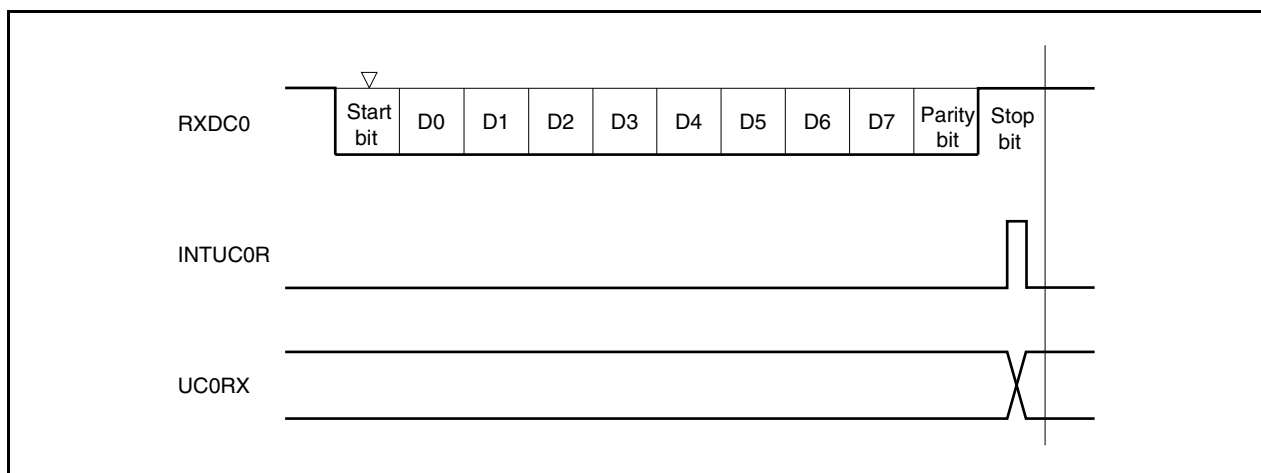 RXDC0
Start
bit
D0
D1
D2
D3
D4
D5
D6
D7
Parity
bit
Stop
bit
INTUC0R
UC0RX